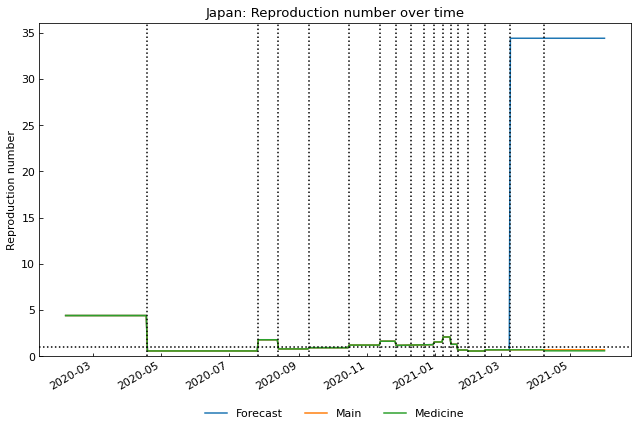 Japan: Reproduction number over time
Reproduction number
35
30
25
20
15
10
5
0
2020-03 2020-05 2020-07 2020-09 2020-11 2021-01 2021-03 2021-05
Forecast Main Medicine